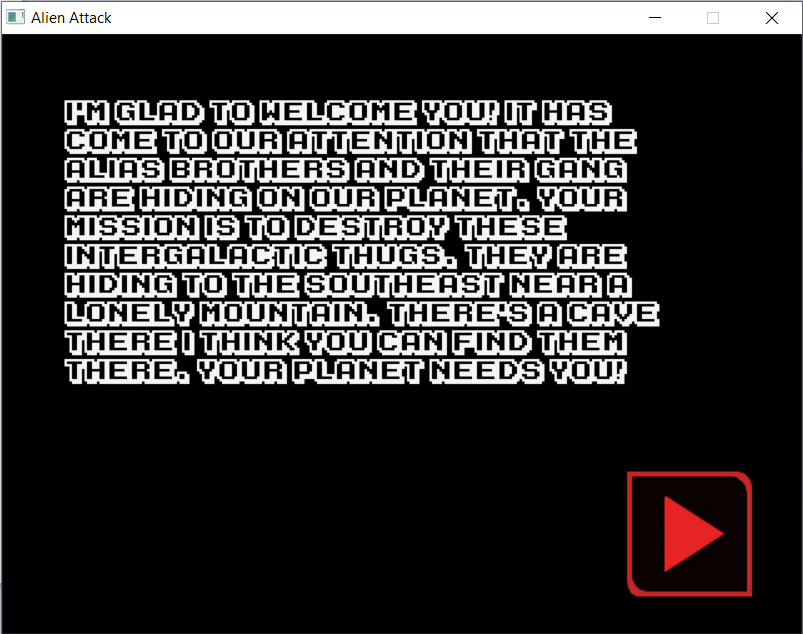 Alien Attack
I'M GLAD TO WELCOME YOU! IT HAS
COME TO OUR ATTENTION THAT THE
ALIAS BROTHERS AND THEIR GANG
ARE HIDING ON OUR PLANET. YOUR
MISSION IS TO DESTROY THESE
INTERGALACTIC THUGS. THEY ARE
HIDING TO THE SOUTHEAST NEAR A
LONELY MOUNTAIN. THERE'S A CAVE
THERE I THINK YOU CAN FIND THEM
THERE. YOUR PLANET NEEDS YOU!